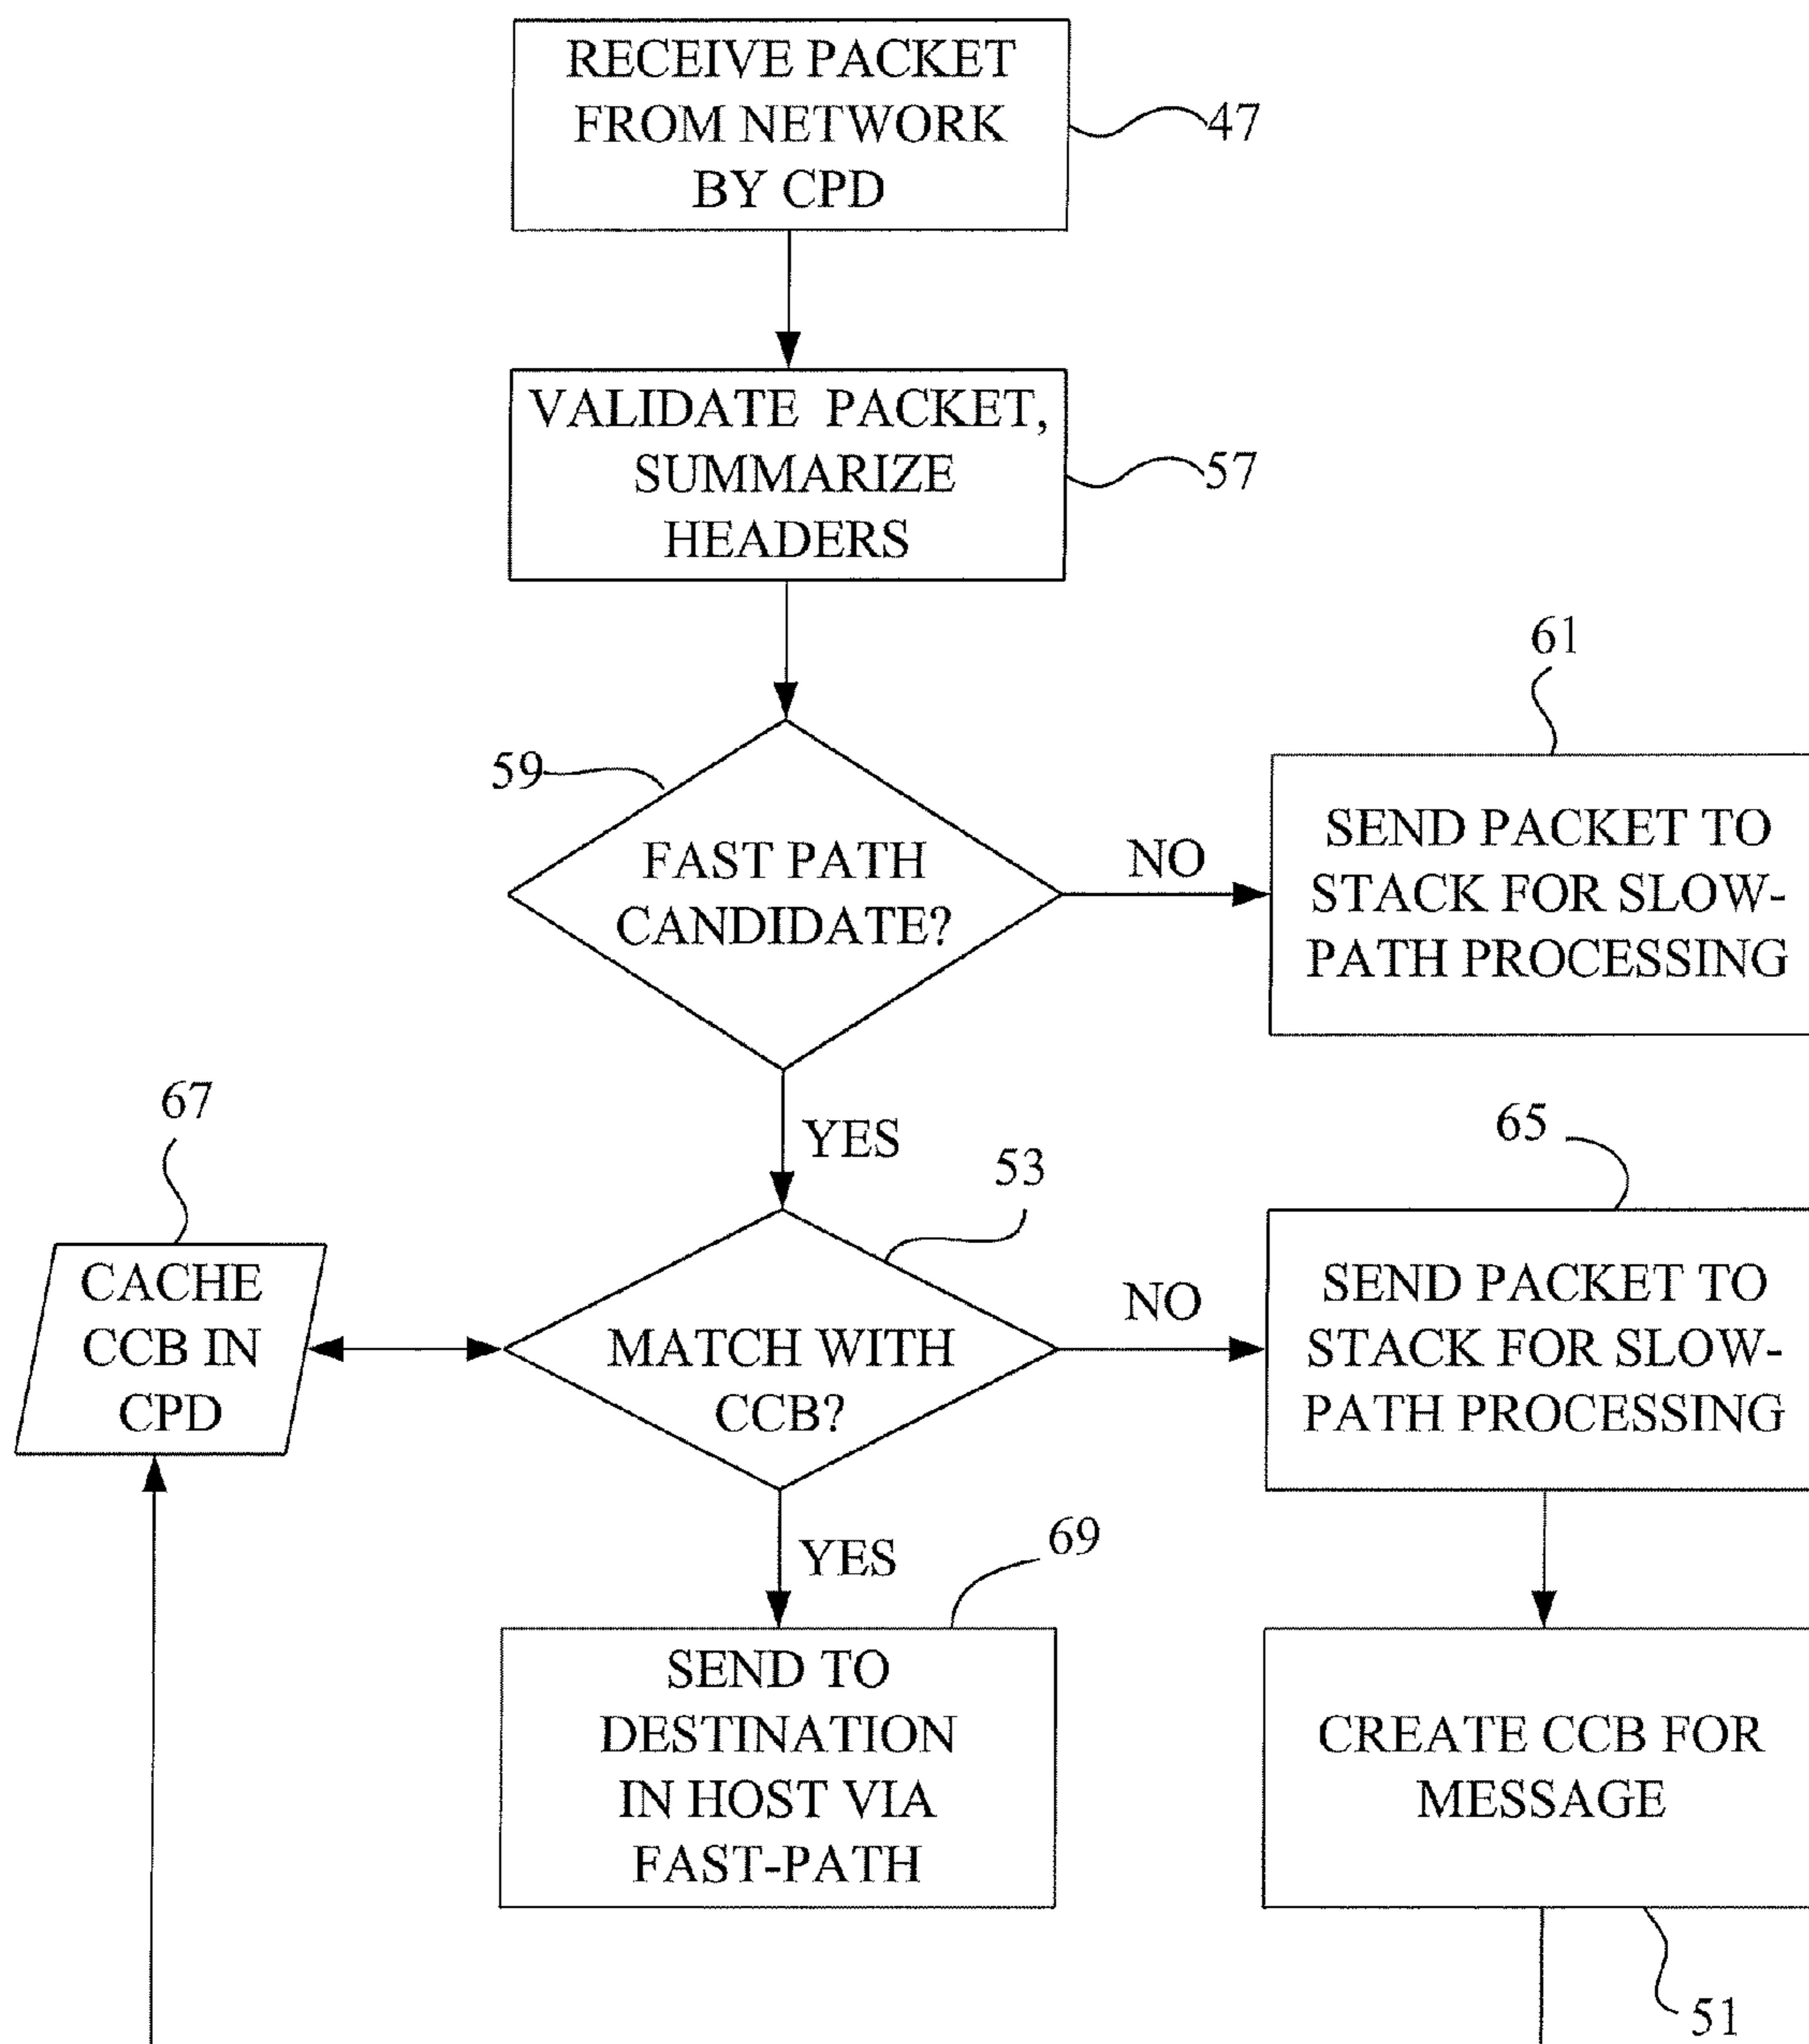 RECEIVE PACKET
FROM NETWORK
BY CPD
47
VALIDATE PACKET,
SUMMARIZE
HEADERS
57
59
FAST PATH
CANDIDATE?
NO
61
SEND PACKET TO
STACK FOR SLOW-
PATH PROCESSING
YES
67
CACHE
CCB IN
CPD
53
MATCH WITH
CCB?
NO
65
SEND PACKET TO
STACK FOR SLOW-
PATH PROCESSING
YES
69
SEND TO
DESTINATION
IN HOST VIA
FAST-PATH
CREATE CCB FOR
MESSAGE
51